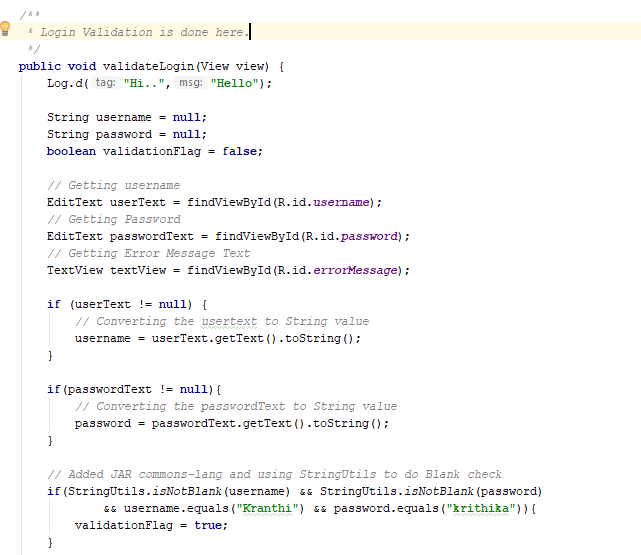 /**
 * Login Validation is done here.
 */
public void validateLogin(View view) {
    Log.d( tag: "Hi..", msg: "Hello");
    String username = null;
    String password = null;
    boolean validationFlag = false;
    // Getting username
    EditText userText = findViewById(R.id.username);
    // Getting Password
    EditText passwordText = findViewById(R.id.password);
    // Getting Error Message Text
    TextView textView = findViewById(R.id.errorMessage);
    if (userText != null) {
        // Converting the usertext to String value
        username = userText.getText().toString();
    }
    if(passwordText != null){
        // Converting the passwordText to String value
        password = passwordText.getText().toString();
    }
    // Added JAR commons-lang and using StringUtils to do Blank check
    if(StringUtils.isNotBlank(username) && StringUtils.isNotBlank(password)
            && username.equals("Kranthi") && password.equals("krithika")){
        validationFlag = true;
    }